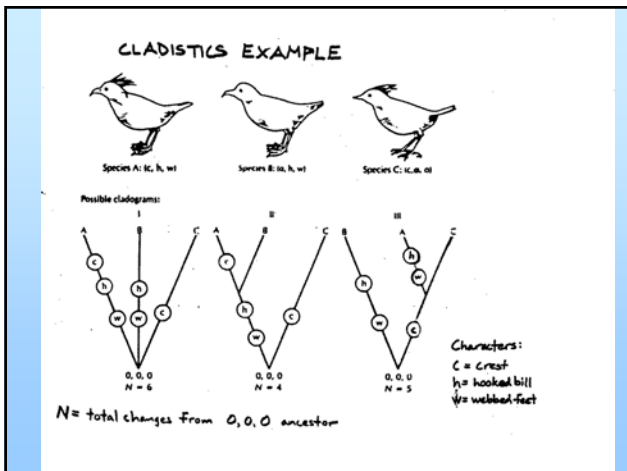 CLADISTICS EXAMPLE
Species A: (c, h, w) Species B: (o, h, w) Species C: (c, o, o)
Possible cladograms:
I II III
A B C A B C B A C
c r h
h w
h
w w c h w c h w c
0, 0, 0 0, 0, 0 0, 0, 0
N = 6 N = 4 N = 5
Characters:
C = crest
h = hooked bill
w = webbed feet
N = total changes from 0, 0, 0 ancestor